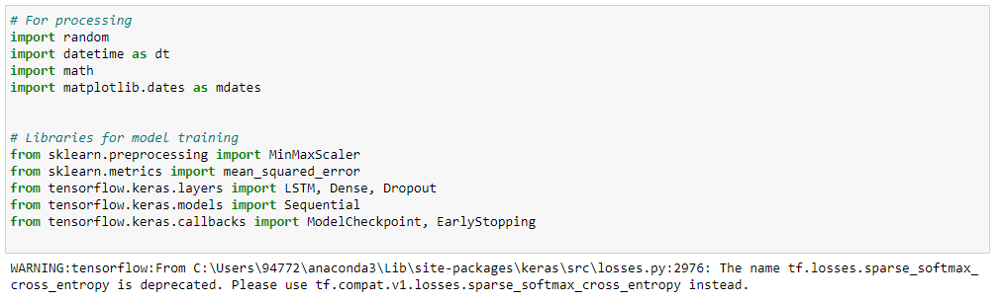 # For processing
import random
import datetime as dt
import math
import matplotlib.dates as mdates
# Libraries for model training
from sklearn.preprocessing import MinMaxScaler
from sklearn.metrics import mean_squared_error
from tensorflow.keras.layers import LSTM, Dense, Dropout
from tensorflow.keras.models import Sequential
from tensorflow.keras.callbacks import ModelCheckpoint, EarlyStopping
WARNING:tensorflow:From C:\Users\94772\anaconda3\Lib\site-packages\keras\src\losses.py:2976: The name tf.losses.sparse_softmax_
cross_entropy is deprecated. Please use tf.compat.v1.losses.sparse_softmax_cross_entropy instead.